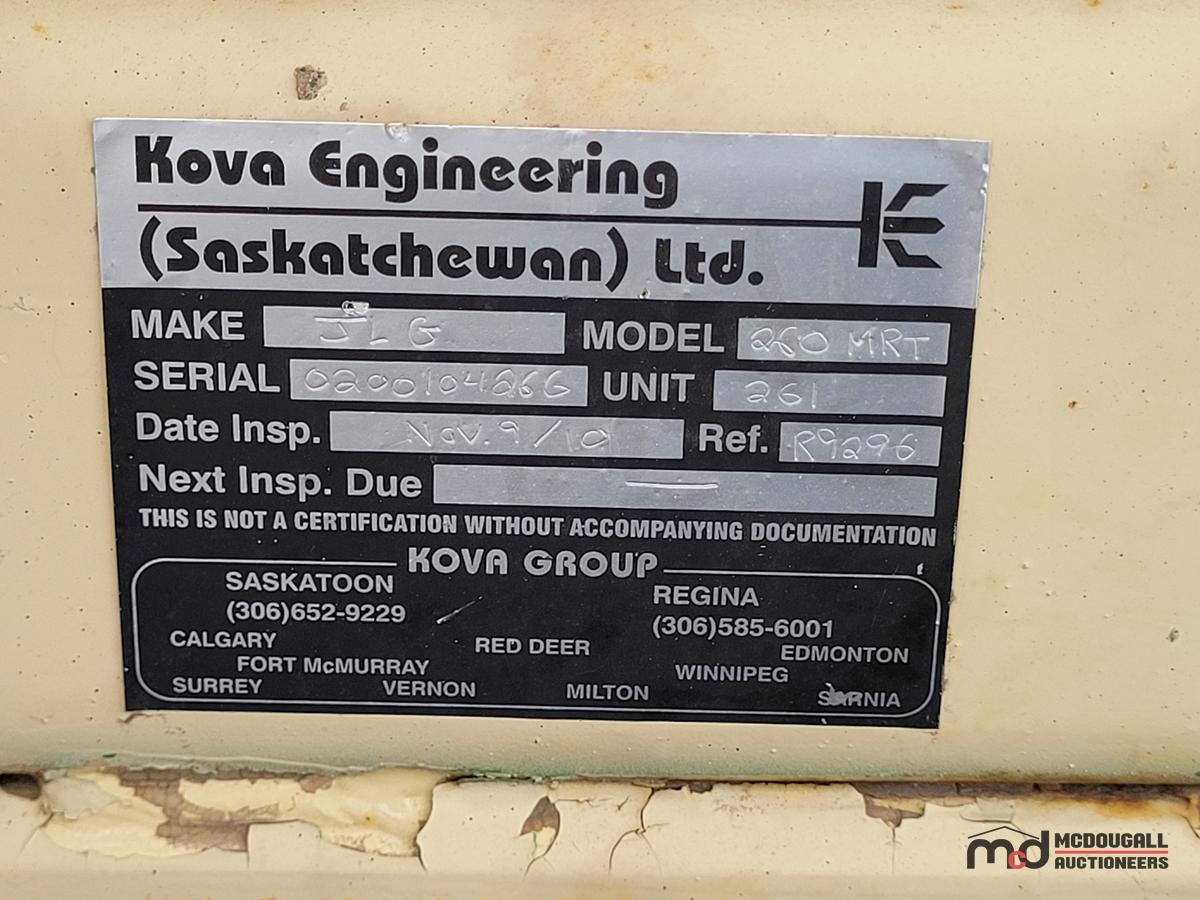 Kova Engineering
(Saskatchewan) Ltd.
KE
MAKE JLG MODEL 260 MRT
SERIAL 0200104266 UNIT 261
Date Insp. Nov. 9/10 Ref. R9296
Next Insp. Due —
THIS IS NOT A CERTIFICATION WITHOUT ACCOMPANYING DOCUMENTATION
KOVA GROUP
SASKATOON REGINA
(306)652-9229 (306)585-6001
CALGARY RED DEER EDMONTON
FORT McMURRAY WINNIPEG
SURREY VERNON MILTON SARNIA
mcd MCDOUGALL
AUCTIONEERS